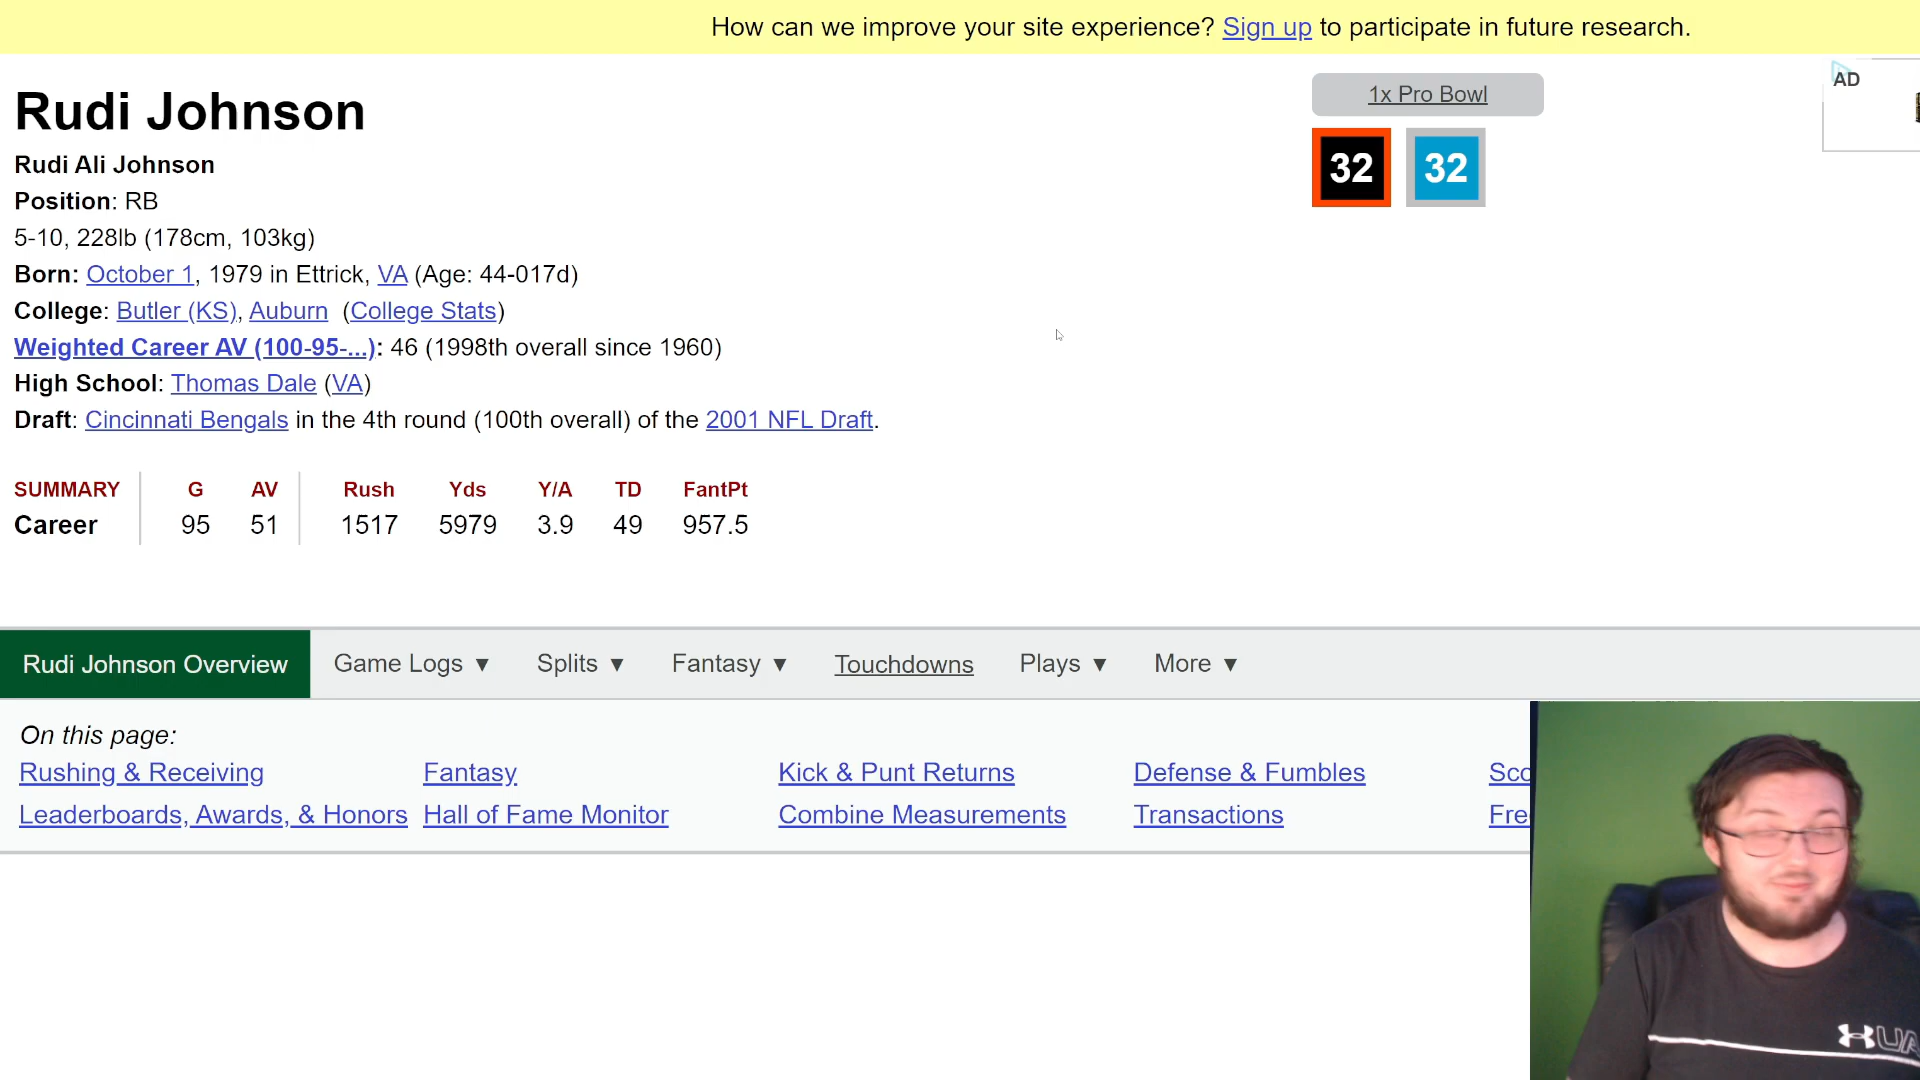 How can we improve your site experience? Sign up to participate in future research.
Rudi Johnson
1x Pro Bowl
AD
32 32
Rudi Ali Johnson
Position: RB
5-10, 228lb (178cm, 103kg)
Born: October 1, 1979 in Ettrick, VA (Age: 44-017d)
College: Butler (KS), Auburn (College Stats)
Weighted Career AV (100-95-...): 46 (1998th overall since 1960)
High School: Thomas Dale (VA)
Draft: Cincinnati Bengals in the 4th round (100th overall) of the 2001 NFL Draft.
SUMMARY G AV Rush Yds Y/A TD FantPt
Career 95 51 1517 5979 3.9 49 957.5
Rudi Johnson Overview Game Logs ▼ Splits ▼ Fantasy ▼ Touchdowns Plays ▼ More ▼
On this page:
Rushing & Receiving Fantasy Kick & Punt Returns Defense & Fumbles
Leaderboards, Awards, & Honors Hall of Fame Monitor Combine Measurements Transactions